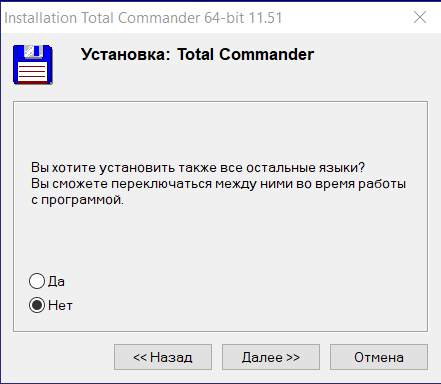 Installation Total Commander 64-bit 11.51
Установка: Total Commander
Вы хотите установить также все остальные языки?
Вы сможете переключаться между ними во время работы
с программой.
Да
Нет
<< Назад
Далее >>
Отмена